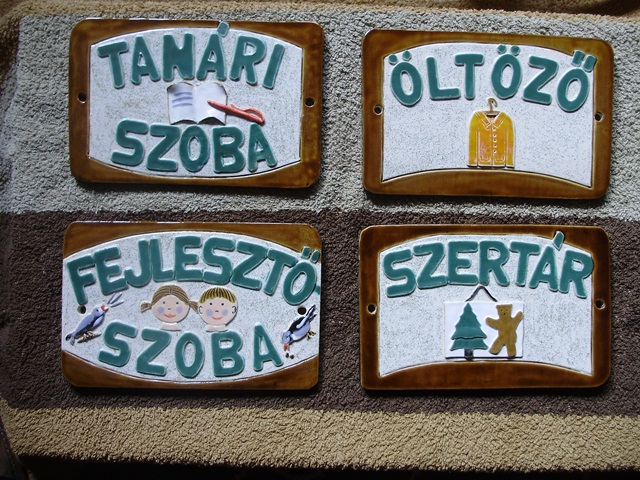 TANÁRI
SZOBA
ÖLTÖZŐ
FEJLESZTŐ
SZOBA
SZERTÁR